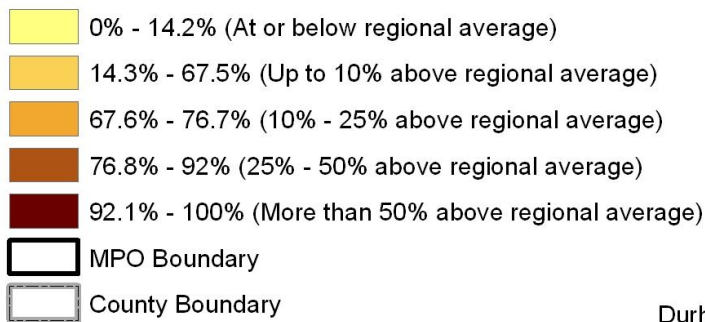 0% - 14.2% (At or below regional average)
14.3% - 67.5% (Up to 10% above regional average)
67.6% - 76.7% (10% - 25% above regional average)
76.8% - 92% (25% - 50% above regional average)
92.1% - 100% (More than 50% above regional average)
MPO Boundary
County Boundary